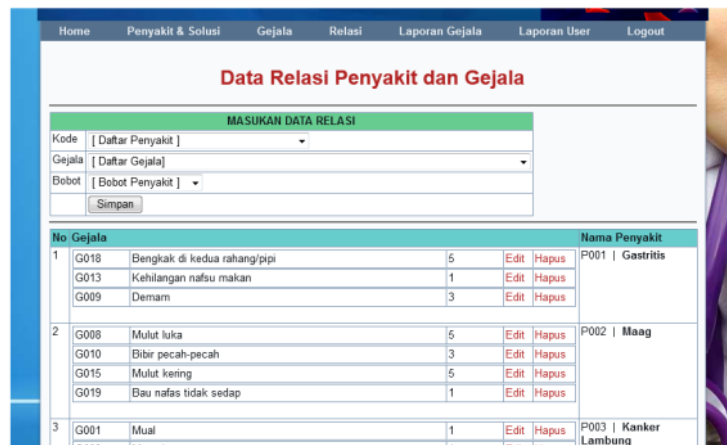 Home Penyakit & Solusi Gejala Relasi Laporan Gejala Laporan User Logout
Data Relasi Penyakit dan Gejala
MASUKAN DATA RELASI
Kode [ Daftar Penyakit ]
Gejala [ Daftar Gejala]
Bobot [ Bobot Penyakit ]
Simpan
No Gejala Nama Penyakit
1 G018 Bengkak di kedua rahang/pipi 5 Edit Hapus P001 | Gastritis
G013 Kehilangan nafsu makan 1 Edit Hapus
G009 Demam 3 Edit Hapus
2 G008 Mulut luka 5 Edit Hapus P002 | Maag
G010 Bibir pecah-pecah 3 Edit Hapus
G015 Mulut kering 5 Edit Hapus
G019 Bau nafas tidak sedap 1 Edit Hapus
3 G001 Mual 1 Edit Hapus P003 | Kanker
Lambung